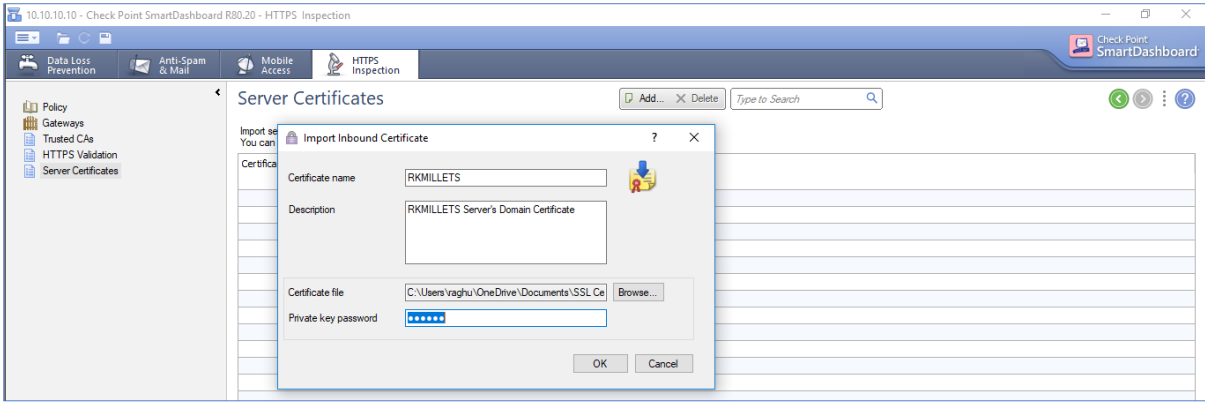 10.10.10.10 - Check Point SmartDashboard R80.20 - HTTPS Inspection
Check Point
SmartDashboard
Data Loss
Prevention
Anti-Spam
& Mail
Mobile
Access
HTTPS
Inspection
Policy
Gateways
Trusted CAs
HTTPS Validation
Server Certificates
Server Certificates
Add...
Delete
Type to Search
Import se
You can
Certifica
Import Inbound Certificate
Certificate name
RKMILLETS
Description
RKMILLETS Server's Domain Certificate
Certificate file
C:\Users\raghu\OneDrive\Documents\SSL Ce
Browse...
Private key password
OK
Cancel